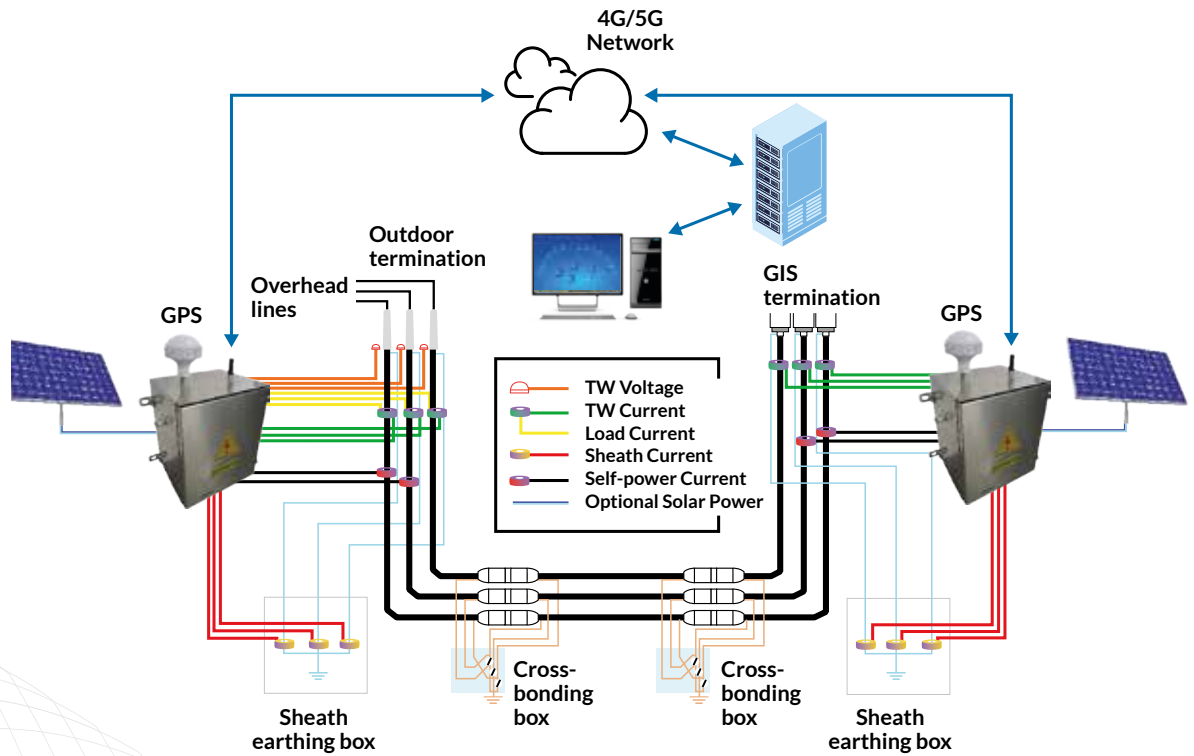 4G/5G
Network
Outdoor
termination
Overhead
lines
GPS
GIS
termination
GPS
TW Voltage
TW Current
Load Current
Sheath Current
Self-power Current
Optional Solar Power
Cross-
bonding
box
Cross-
bonding
box
Sheath
earthing box
Sheath
earthing box